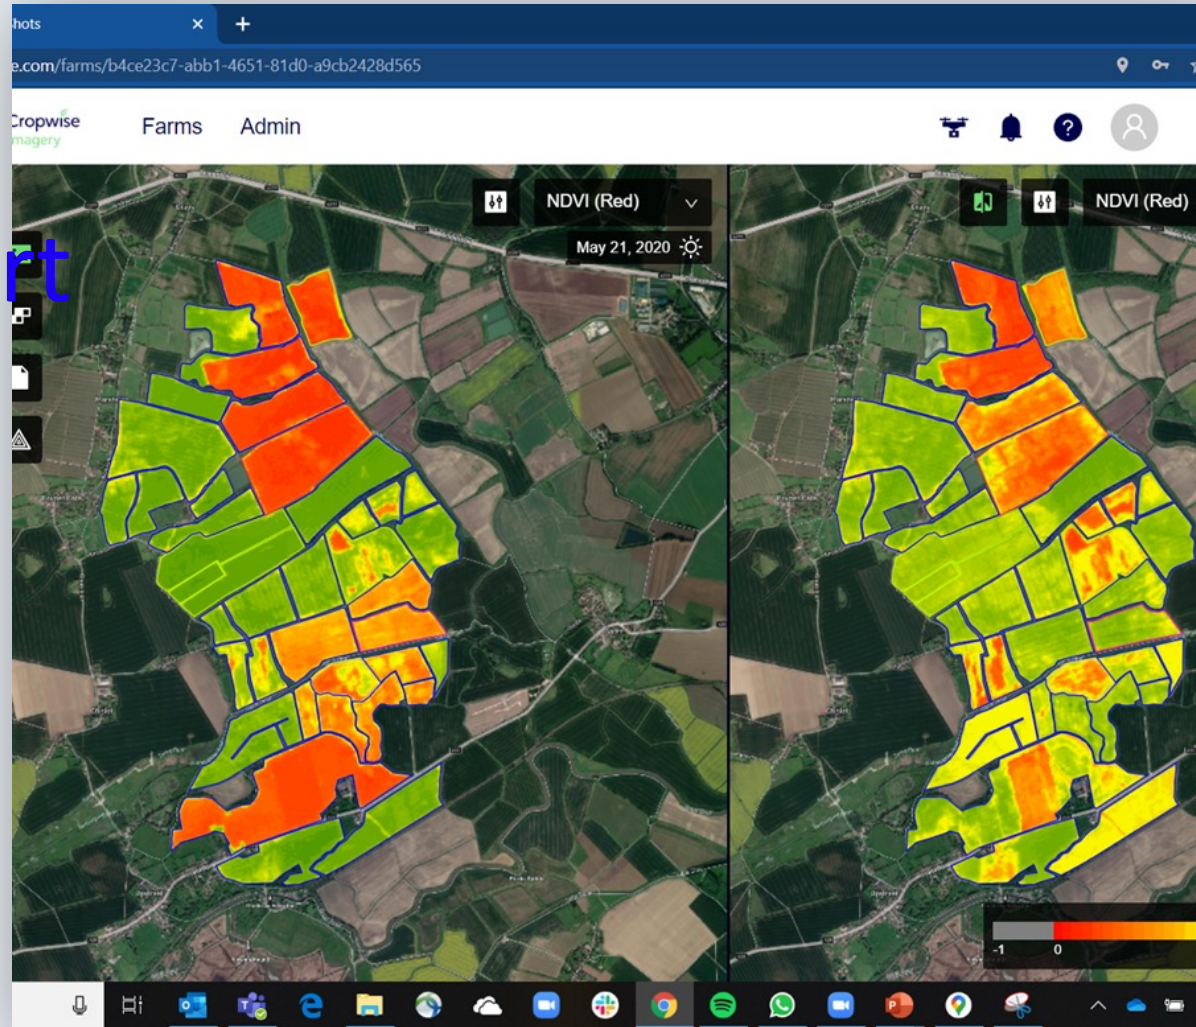 hots
e.com/farms/b4ce23c7-abb1-4651-81d0-a9cb2428d565
Cropwise
Imagery
Farms
Admin
?
NDVI (Red)
May 21, 2020
NDVI (Red)
rt
-1
0